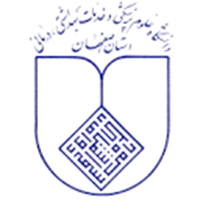 دانشگاه علوم پزشکی و خدمات بهداشتی، درمانی
استان اصفهان